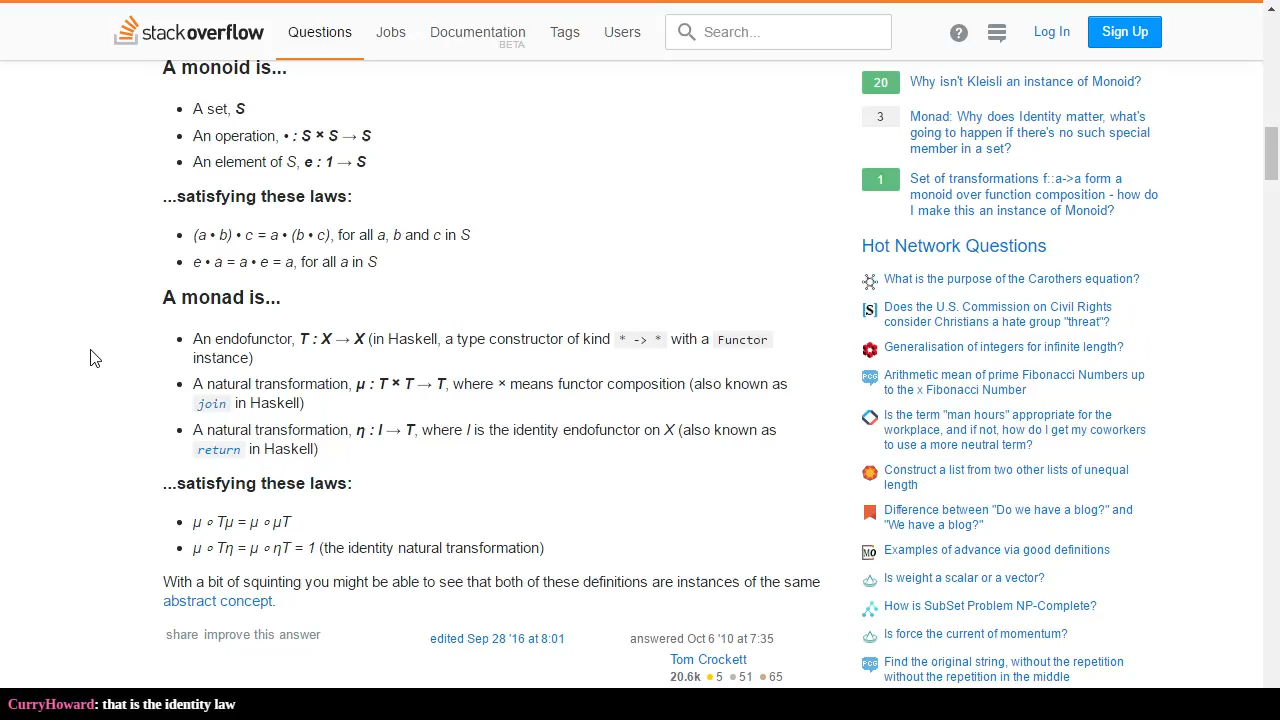 stackoverflow Questions Jobs Documentation BETA Tags Users Search... ? Log In Sign Up
A monoid is...
• A set, S
• An operation, • : S × S → S
• An element of S, e : 1 → S
...satisfying these laws:
• (a • b) • c = a • (b • c), for all a, b and c in S
• e • a = a • e = a, for all a in S
A monad is...
• An endofunctor, T : X → X (in Haskell, a type constructor of kind * -> * with a Functor
instance)
• A natural transformation, μ : T × T → T, where × means functor composition (also known as
join in Haskell)
• A natural transformation, η : I → T, where I is the identity endofunctor on X (also known as
return in Haskell)
...satisfying these laws:
• μ ∘ Tμ = μ ∘ μT
• μ ∘ Tη = μ ∘ ηT = 1 (the identity natural transformation)
With a bit of squinting you might be able to see that both of these definitions are instances of the same
abstract concept.
share improve this answer
edited Sep 28 '16 at 8:01
answered Oct 6 '10 at 7:35
Tom Crockett
20.6k ●5 ●51 ●65
20 Why isn't Kleisli an instance of Monoid?
3 Monad: Why does Identity matter, what's
going to happen if there's no such special
member in a set?
1 Set of transformations f::a->a form a
monoid over function composition - how do
I make this an instance of Monoid?
Hot Network Questions
What is the purpose of the Carothers equation?
[S] Does the U.S. Commission on Civil Rights
consider Christians a hate group "threat"?
Generalisation of integers for infinite length?
PCG Arithmetic mean of prime Fibonacci Numbers up
to the x Fibonacci Number
Is the term "man hours" appropriate for the
workplace, and if not, how do I get my coworkers
to use a more neutral term?
Construct a list from two other lists of unequal
length
Difference between "Do we have a blog?" and
"We have a blog?"
MO Examples of advance via good definitions
Is weight a scalar or a vector?
How is SubSet Problem NP-Complete?
Is force the current of momentum?
PCG Find the original string, without the repetition
without the repetition in the middle
CurryHoward: that is the identity law